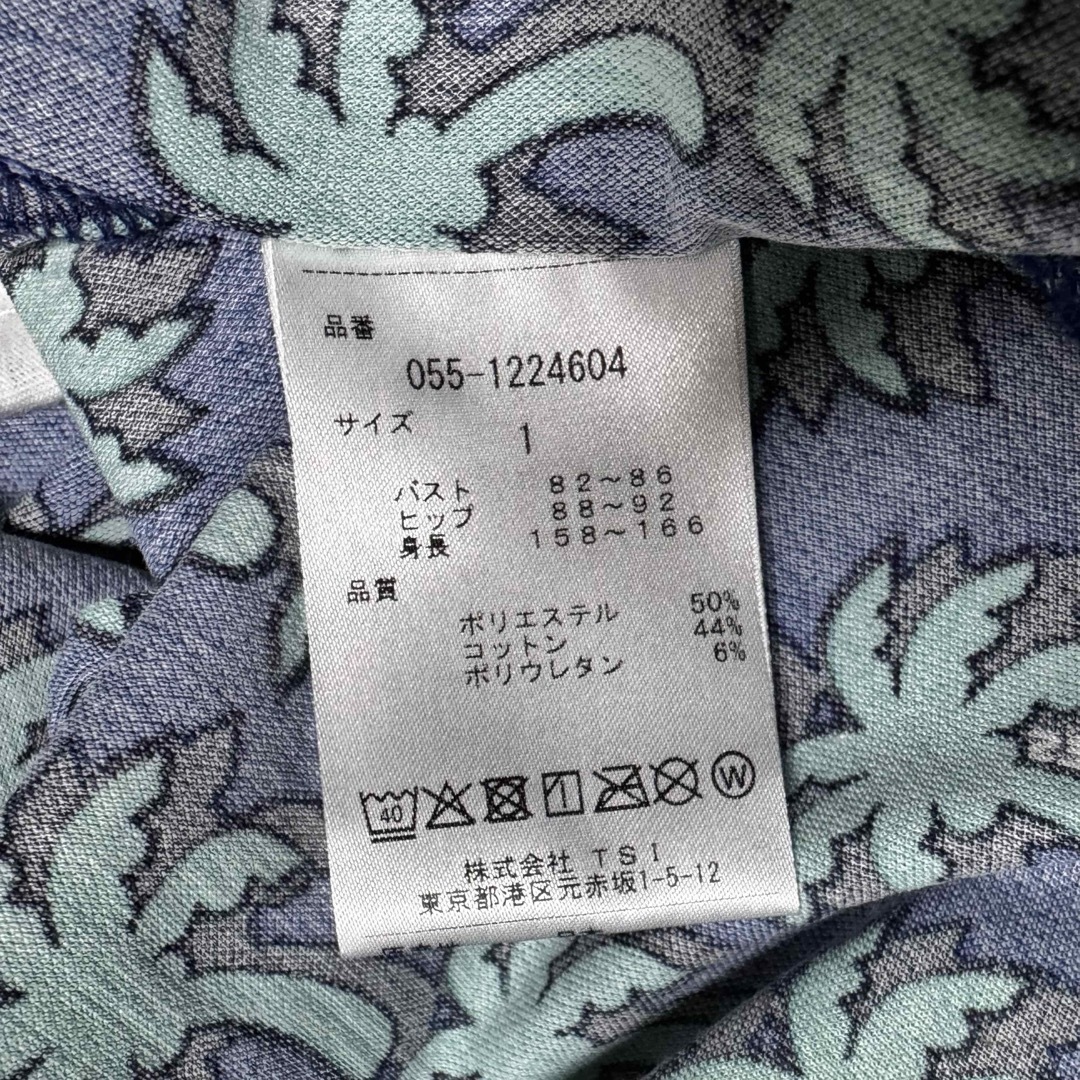 品番
055-1224604
サイズ 1
バスト 82～86
ヒップ 88～92
身長 158～166
品質
ポリエステル 50%
コットン 44%
ポリウレタン 6%
40 W
株式会社 TSI
東京都港区元赤坂1-5-12